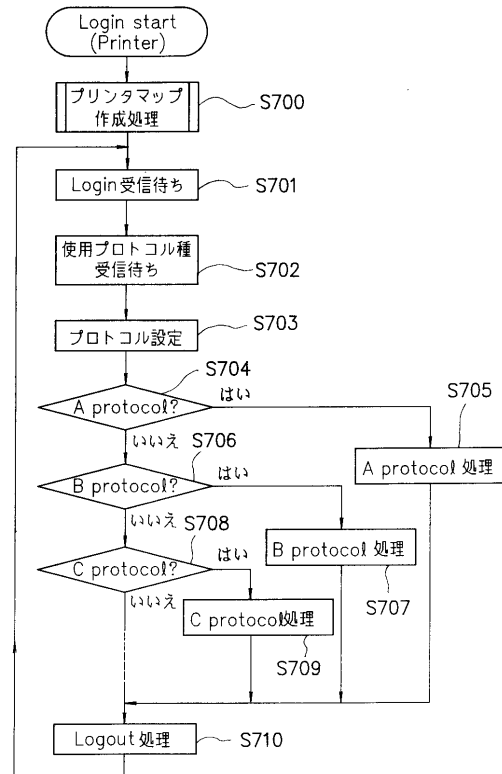 Login start
(Printer)
プリンタマップ
作成処理
S700
Login受信待ち
S701
使用プロトコル種
受信待ち
S702
プロトコル設定
S703
S704
A protocol?
はい
S705
いいえ
A protocol 処理
S706
B protocol?
はい
いいえ
B protocol 処理
S707
S708
C protocol?
はい
いいえ
C protocol処理
S709
Logout 処理
S710